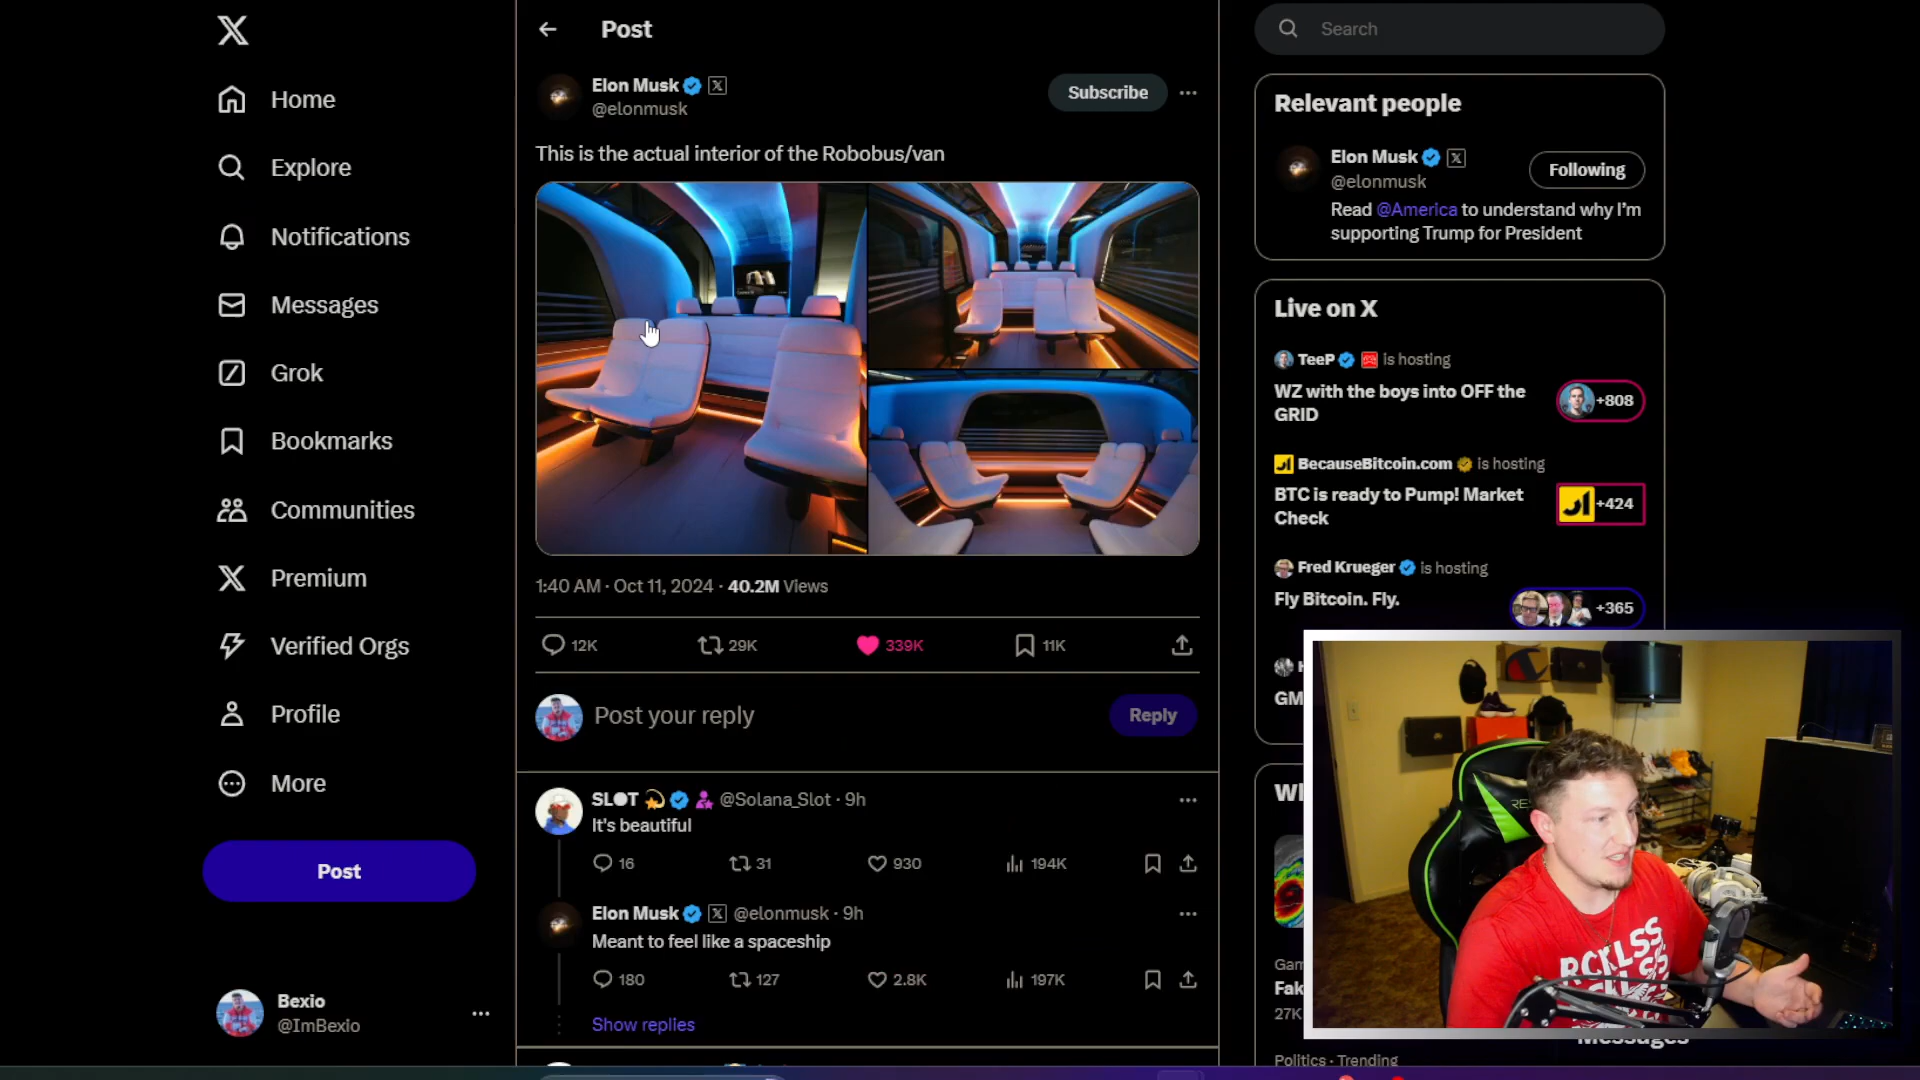 Home
Explore
Notifications
Messages
Grok
Bookmarks
Communities
Premium
Verified Orgs
Profile
More
Post
Bexio
@ImBexio
Post
Elon Musk
@elonmusk
Subscribe
This is the actual interior of the Robobus/van
1:40 AM · Oct 11, 2024 · 40.2M Views
12K 29K 339K 11K
Post your reply
Reply
SL@Solana_Slot · 9h
It's beautiful
16 31 930 194K
Elon Musk @elonmusk · 9h
Meant to feel like a spaceship
180 127 2.8K 197K
Show replies
Search
Relevant people
Elon Musk
@elonmusk
Following
Read @America to understand why I'm
supporting Trump for President
Live on X
TeeP is hosting
WZ with the boys into OFF the
GRID
+808
BecauseBitcoin.com is hosting
BTC is ready to Pump! Market
Check
+424
Fred Krueger is hosting
Fly Bitcoin. Fly.
+365
GM
Fak
27K
Politics · Trending
Messages
RCKLSS